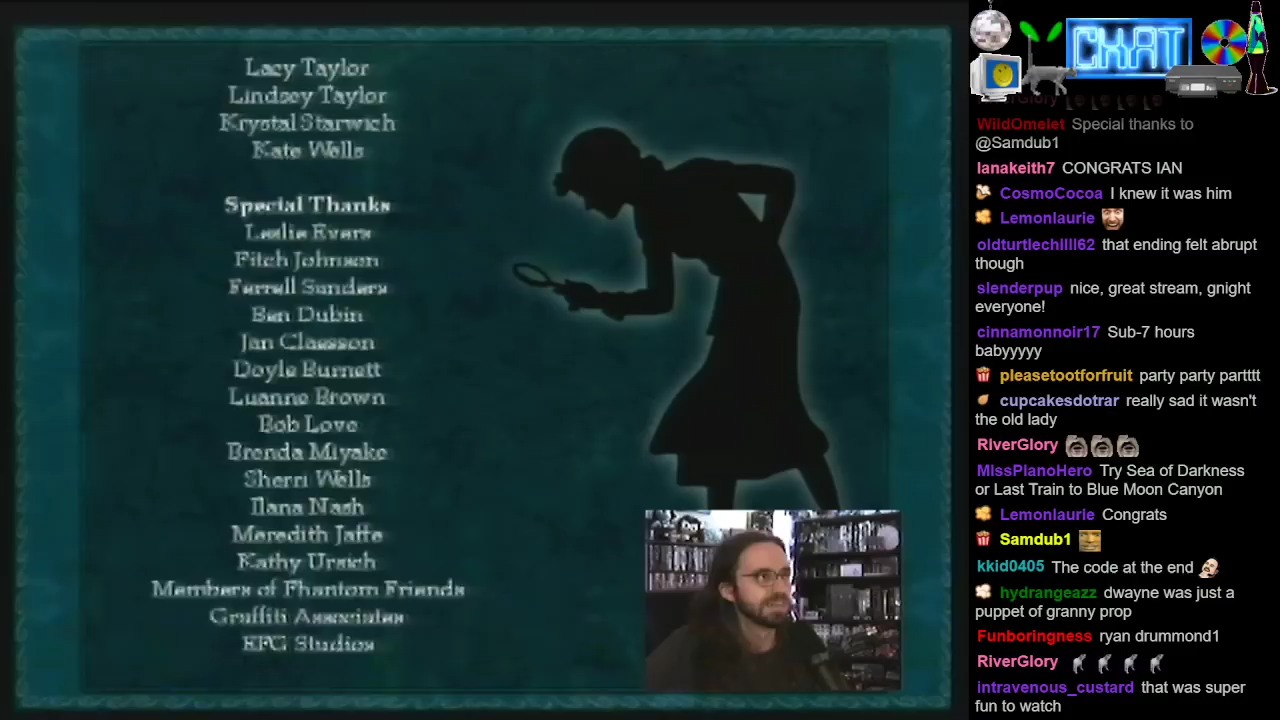 Lacy Taylor
Lindsey Taylor
Krystal Starwich
Kate Wells
Special Thanks
Leslie Evers
Fitch Johnson
Ferrell Sanders
Ben Dubin
Jan Claesson
Doyle Burnett
Luanne Brown
Bob Love
Brenda Miyake
Sherri Wells
Ilana Nash
Meredith Jaffe
Kathy Ursich
Members of Phantom Friends
Graffiti Associates
EFG Studios
CHAT
RiverGlory
WildOmelet Special thanks to
@Samdub1
lanakeith7 CONGRATS IAN
CosmoCocoa I knew it was him
Lemonlaurie
oldturtlechillll62 that ending felt abrupt
though
slenderpup nice, great stream, gnight
everyone!
cinnamonnoir17 Sub-7 hours
babyyyy
pleasetootforfruit party party partttt
cupcakesdotrar really sad it wasn't
the old lady
RiverGlory
MissPianoHero Try Sea of Darkness
or Last Train to Blue Moon Canyon
Lemonlaurie Congrats
Samdub1
kkid0405 The code at the end
hydrangeazz dwayne was just a
puppet of granny prop
Funboringness ryan drummond1
RiverGlory
intravenous_custard that was super
fun to watch